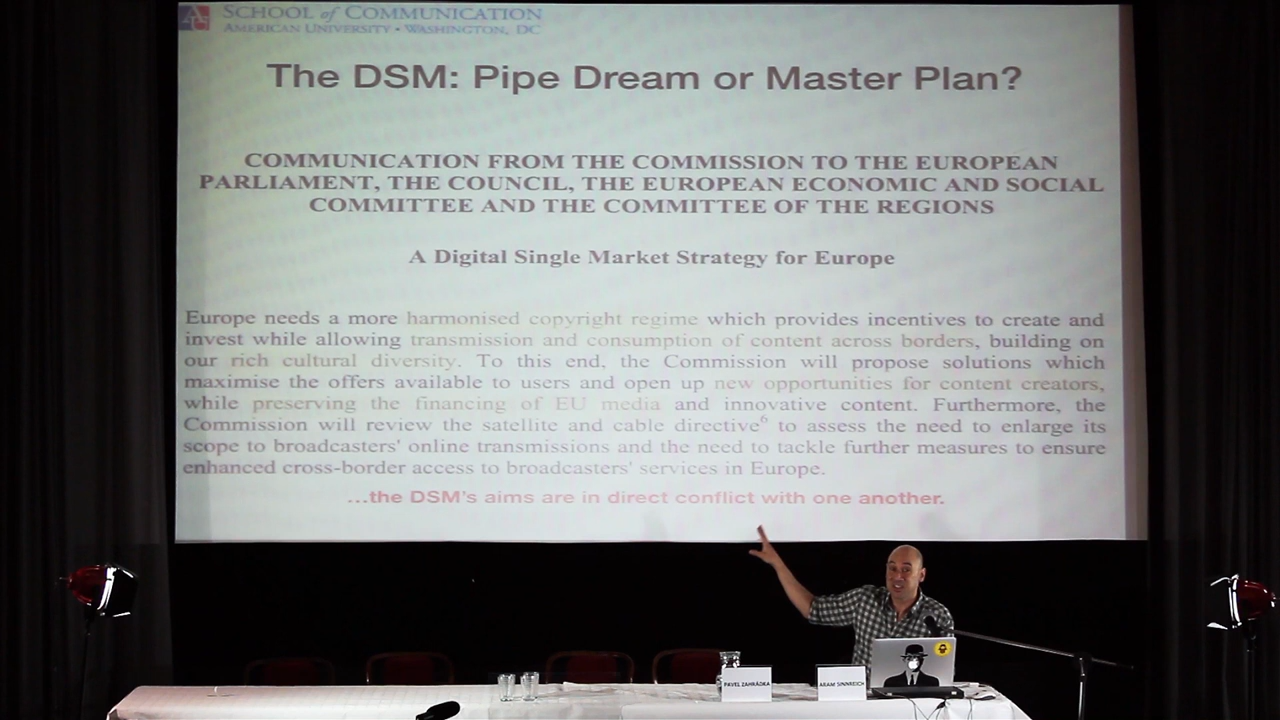 SCHOOL of COMMUNICATION
AMERICAN UNIVERSITY • WASHINGTON, DC
The DSM: Pipe Dream or Master Plan?
COMMUNICATION FROM THE COMMISSION TO THE EUROPEAN
PARLIAMENT, THE COUNCIL, THE EUROPEAN ECONOMIC AND SOCIAL
COMMITTEE AND THE COMMITTEE OF THE REGIONS
A Digital Single Market Strategy for Europe
Europe needs a more harmonised copyright regime which provides incentives to create and
invest while allowing transmission and consumption of content across borders, building on
our rich cultural diversity. To this end, the Commission will propose solutions which
maximise the offers available to users and open up new opportunities for content creators,
while preserving the financing of EU media and innovative content. Furthermore, the
Commission will review the satellite and cable directive6 to assess the need to enlarge its
scope to broadcasters' online transmissions and the need to tackle further measures to ensure
enhanced cross-border access to broadcasters' services in Europe.
...the DSM's aims are in direct conflict with one another.
PAVEL ZAHRÁDKA
ARAM SINNREICH